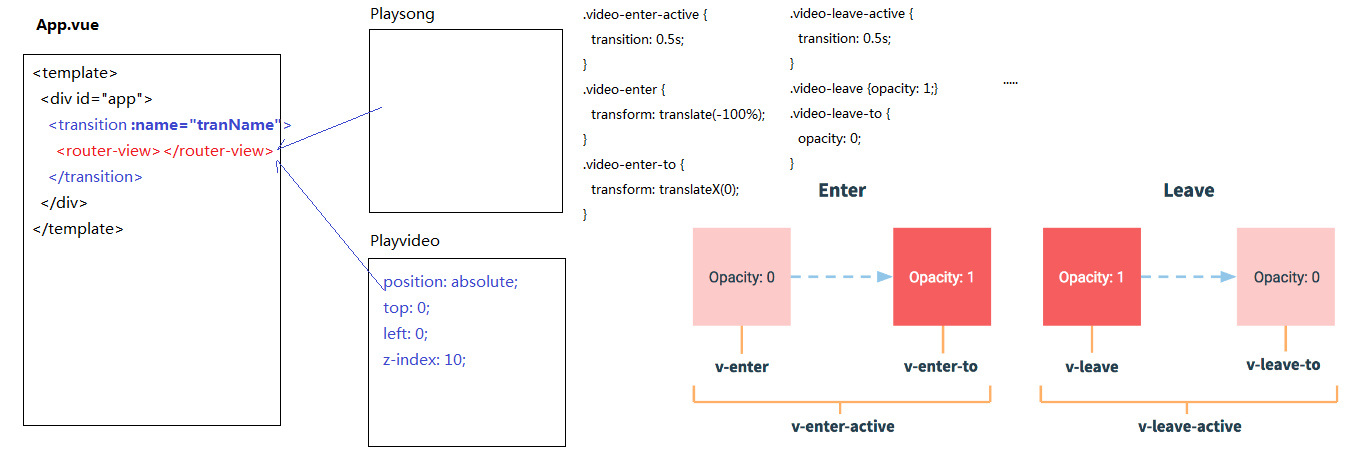 App.vue
<template>
<div id="app">
<transition :name="tranName">
<router-view></router-view>
</transition>
</div>
</template>
Playsong
Playvideo
position: absolute;
top: 0;
left: 0;
z-index: 10;
.video-enter-active {
transition: 0.5s;
}
.video-enter {
transform: translate(-100%);
}
.video-enter-to {
transform: translateX(0);
}
.video-leave-active {
transition: 0.5s;
}
.video-leave {opacity: 1;}
.video-leave-to {
opacity: 0;
}
.....
Enter
Opacity: 0
Opacity: 1
v-enter
v-enter-to
v-enter-active
Leave
Opacity: 1
Opacity: 0
v-leave
v-leave-to
v-leave-active